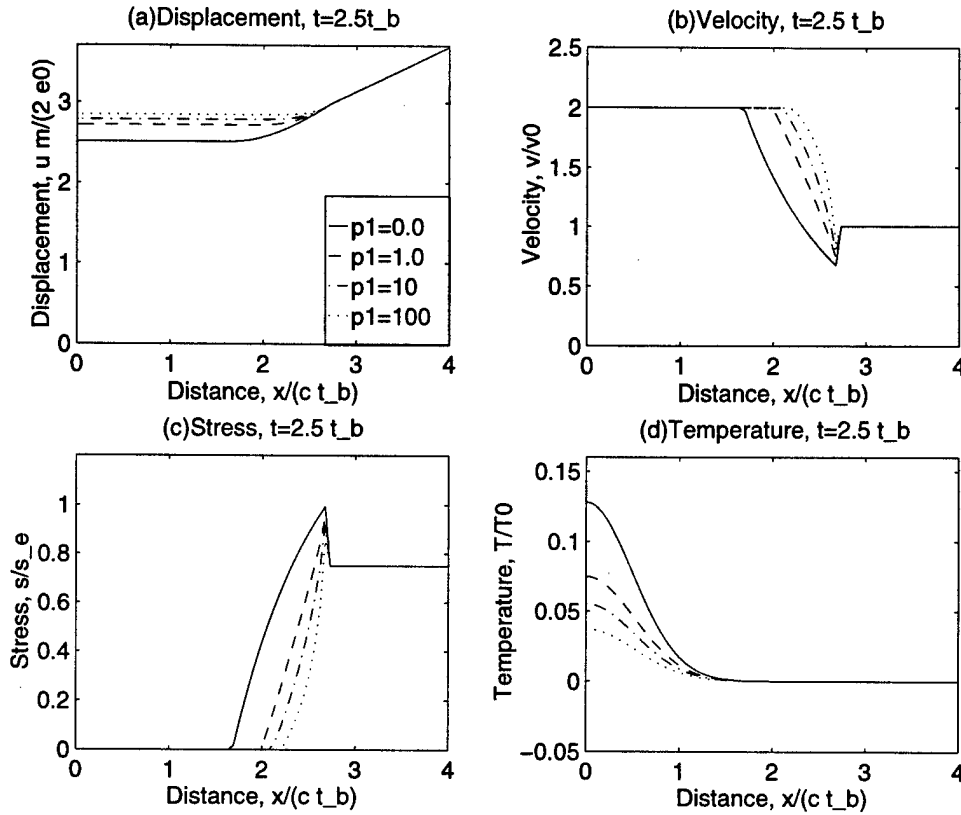 (a)Displacement, t=2.5t_b
3
2
1
0
Displacement, u m/(2 e0)
p1=0.0
p1=1.0
p1=10
p1=100
0 1 2 3 4
Distance, x/(c t_b)
(b)Velocity, t=2.5 t_b
2.5
2
1.5
1
0.5
0
Velocity, v/v0
0 1 2 3 4
Distance, x/(c t_b)
(c)Stress, t=2.5 t_b
1
0.8
0.6
0.4
0.2
0
Stress, s/s_e
0 1 2 3 4
Distance, x/(c t_b)
(d)Temperature, t=2.5 t_b
0.15
0.1
0.05
0
−0.05
Temperature, T/T0
0 1 2 3 4
Distance, x/(c t_b)